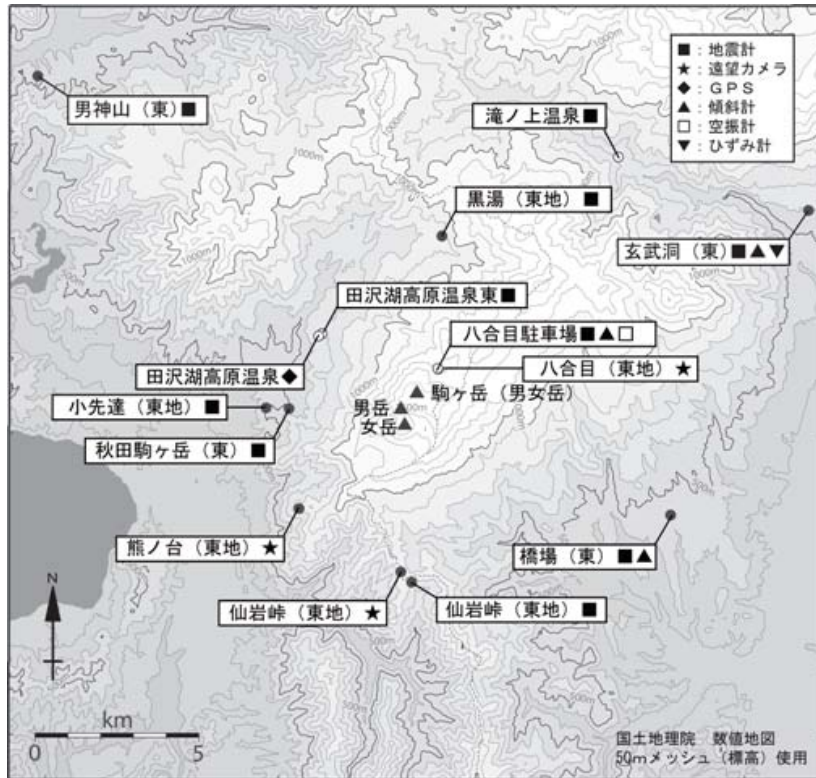 ■：地震計
★：遠望カメラ
◆：ＧＰＳ
▲：傾斜計
□：空振計
▼：ひずみ計
男神山（東）■
滝ノ上温泉■
黒湯（東地）■
玄武洞（東）■▲▼
田沢湖高原温泉東■
八合目駐車場■▲□
八合目（東地）★
田沢湖高原温泉◆
駒ヶ岳（男女岳）
小先達（東地）■
男岳
女岳
秋田駒ヶ岳（東）■
熊ノ台（東地）★
橋場（東）■▲
仙岩峠（東地）★
仙岩峠（東地）■
1000m
1000m
1000m
1000m
500m
N
km
0 5
国土地理院　数値地図
50mメッシュ（標高）使用